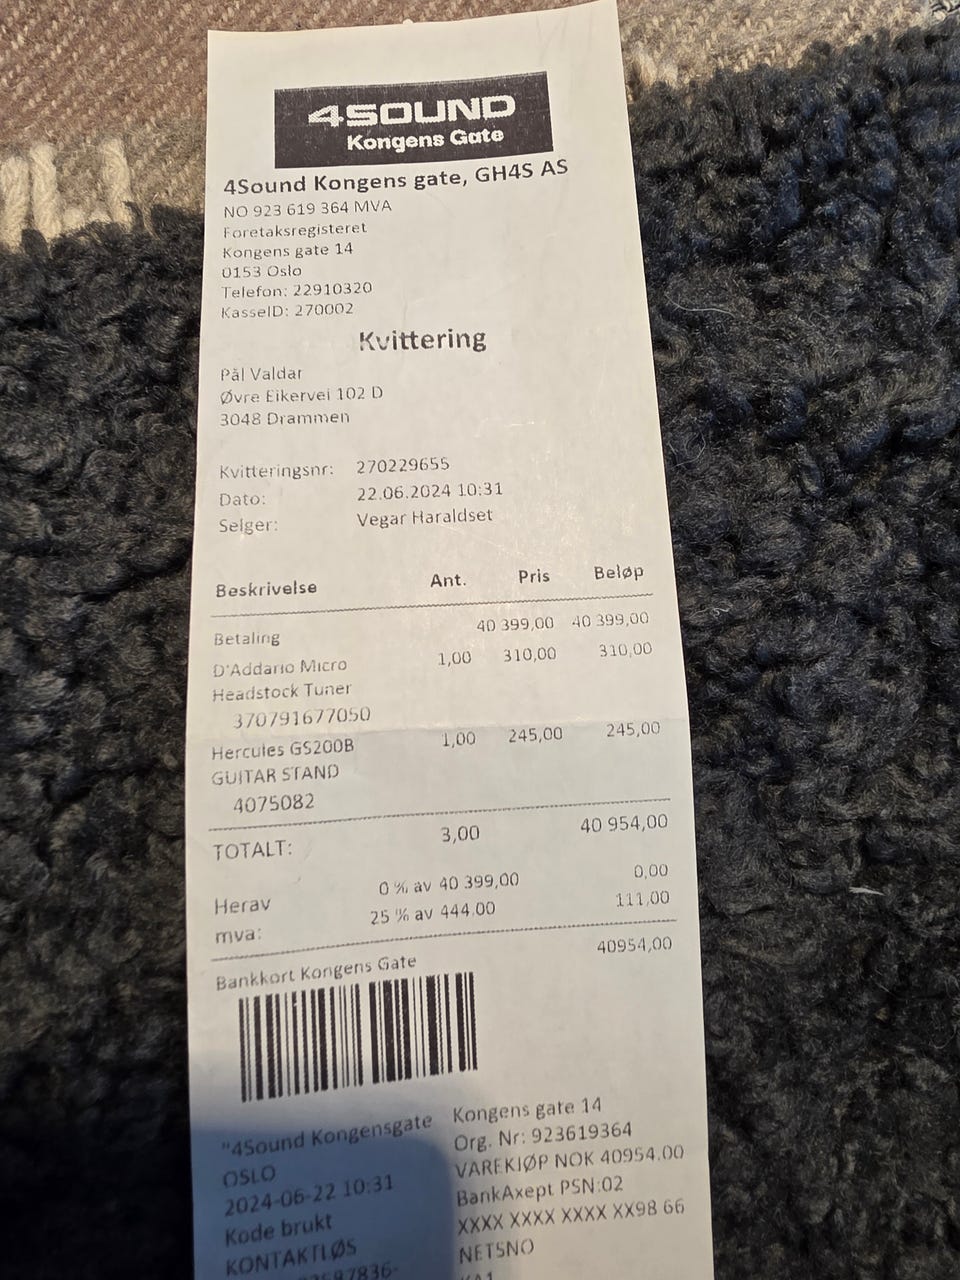 4SOUND
Kongens Gate
4Sound Kongens gate, GH4S AS
NO 923 619 364 MVA
Foretaksregisteret
Kongens gate 14
0153 Oslo
Telefon: 22910320
KasseID: 270002
Kvittering
Pål Valdar
Øvre Eikervei 102 D
3048 Drammen
Kvitteringsnr: 270229655
Dato: 22.06.2024 10:31
Selger: Vegar Haraldset
Beskrivelse Ant. Pris Beløp
Betaling 40 399,00 40 399,00
D'Addario Micro 1,00 310,00 310,00
Headstock Tuner
370791677050
Hercules GS200B 1,00 245,00 245,00
GUITAR STAND
4075082
TOTALT: 3,00 40 954,00
Herav 0 % av 40 399,00 0,00
mva: 25 % av 444,00 111,00
Bankkort Kongens Gate 40954,00
"4Sound Kongensgate Kongens gate 14
OSLO Org. Nr: 923619364
2024-06-22 10:31 VAREKJØP NOK 40954.00
Kode brukt BankAxept PSN:02
KONTAKTLØS XXXX XXXX XXXX XX98 66
NETSNO